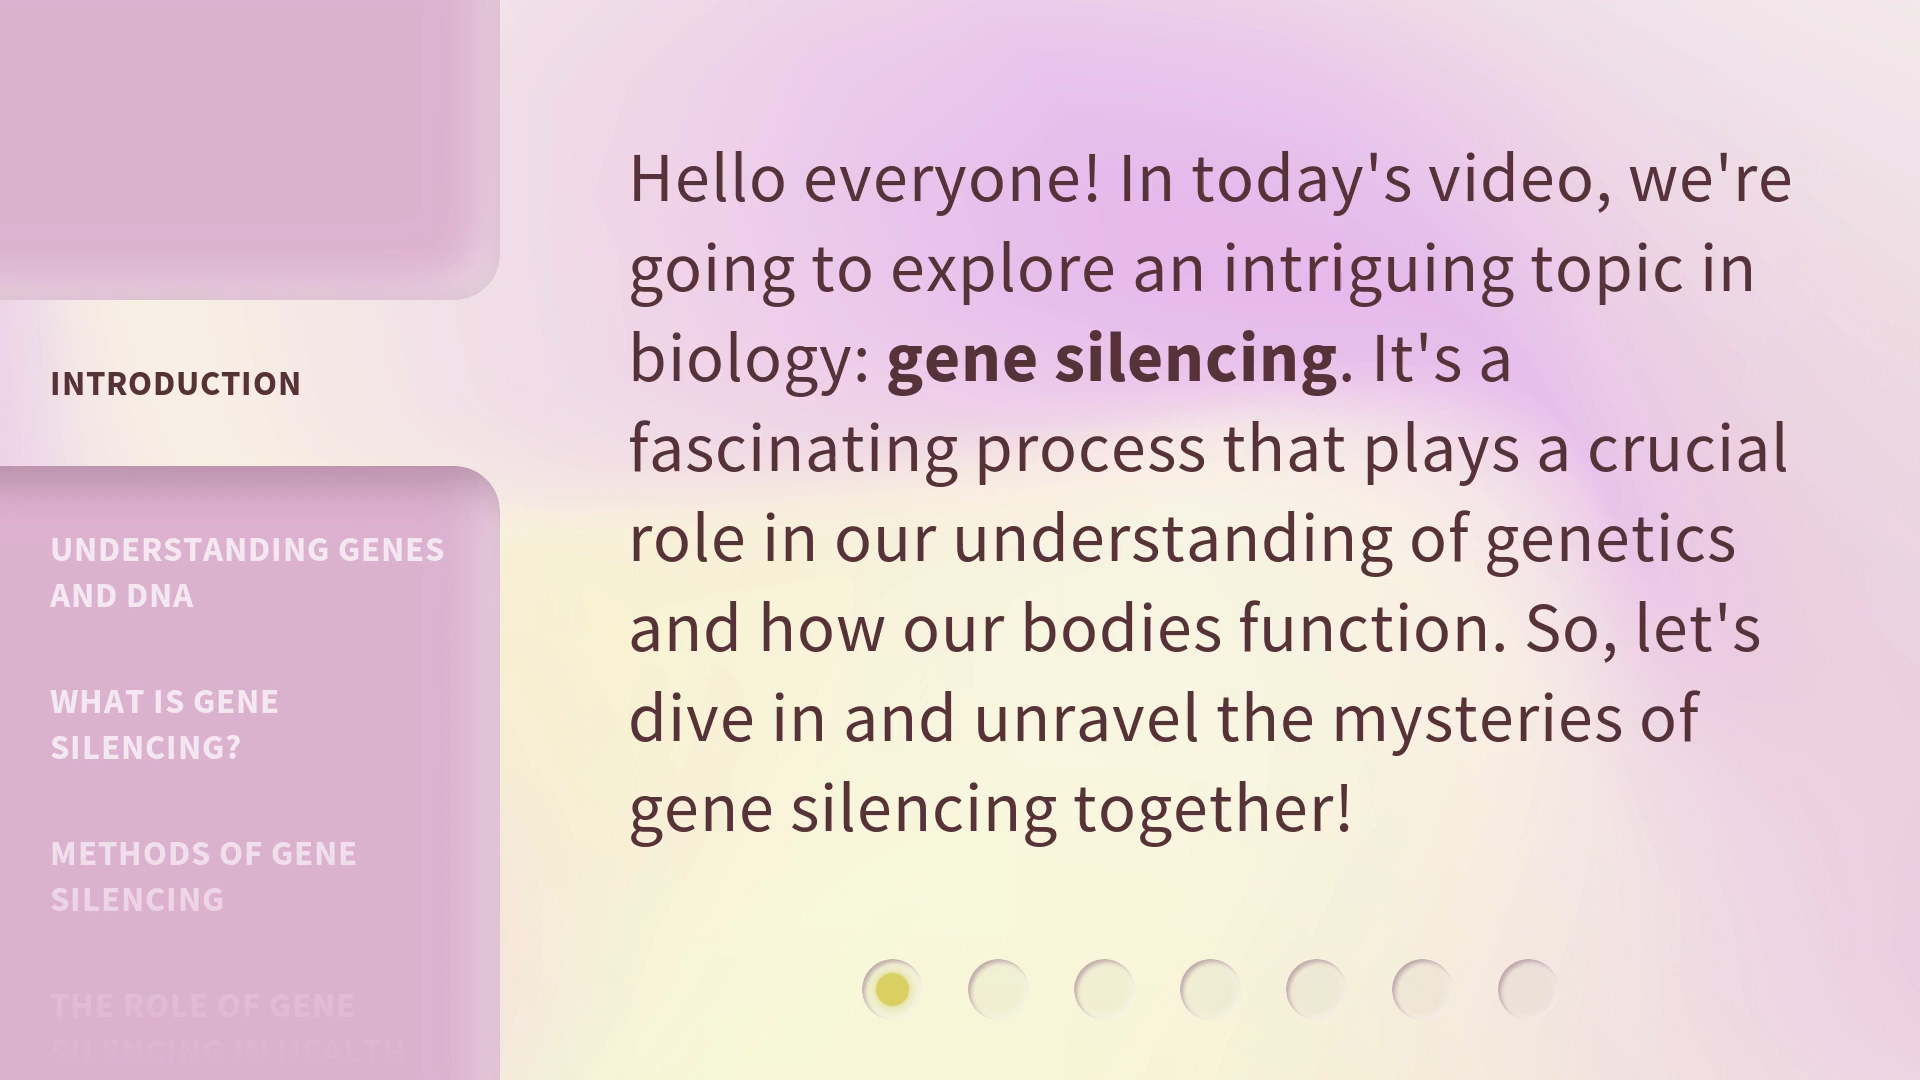 INTRODUCTION
UNDERSTANDING GENES
AND DNA
WHAT IS GENE
SILENCING?
METHODS OF GENE
SILENCING
THE ROLE OF GENE
SILENCING IN HEALTH
Hello everyone! In today's video, we're
going to explore an intriguing topic in
biology: gene silencing. It's a
fascinating process that plays a crucial
role in our understanding of genetics
and how our bodies function. So, let's
dive in and unravel the mysteries of
gene silencing together!